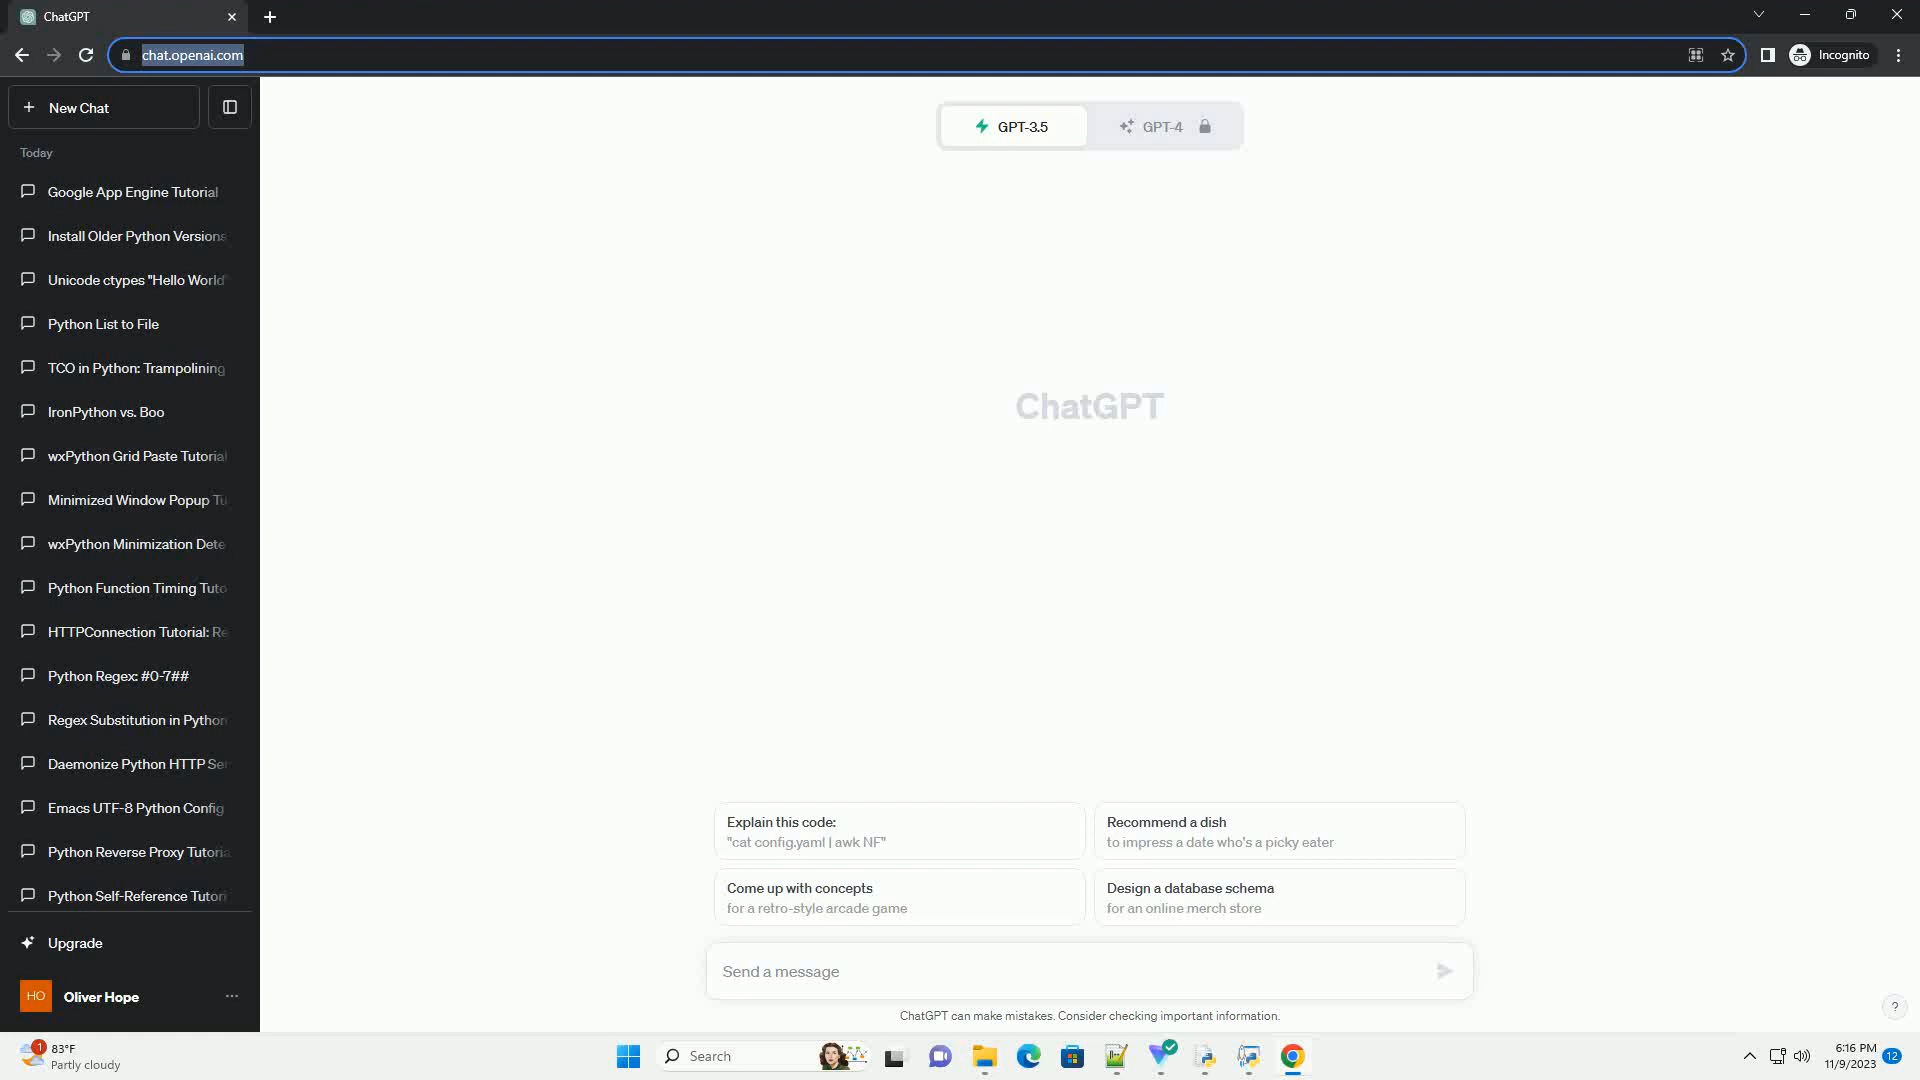 ChatGPT
chat.openai.com
Incognito
New Chat
GPT-3.5
GPT-4
Today
Google App Engine Tutorial
Install Older Python Versions
Unicode ctypes "Hello World"
Python List to File
TCO in Python: Trampolining
IronPython vs. Boo
wxPython Grid Paste Tutorial
Minimized Window Popup Tu
wxPython Minimization Dete
Python Function Timing Tuto
HTTPConnection Tutorial: Re
Python Regex: #0-7##
Regex Substitution in Python
Daemonize Python HTTP Ser
Emacs UTF-8 Python Config
Python Reverse Proxy Tutoria
Python Self-Reference Tutori
Upgrade
HO
Oliver Hope
ChatGPT
Explain this code:
"cat config.yaml | awk NF"
Recommend a dish
to impress a date who's a picky eater
Come up with concepts
for a retro-style arcade game
Design a database schema
for an online merch store
Send a message
ChatGPT can make mistakes. Consider checking important information.
?
1
83°F
Partly cloudy
Search
6:16 PM
11/9/2023
12